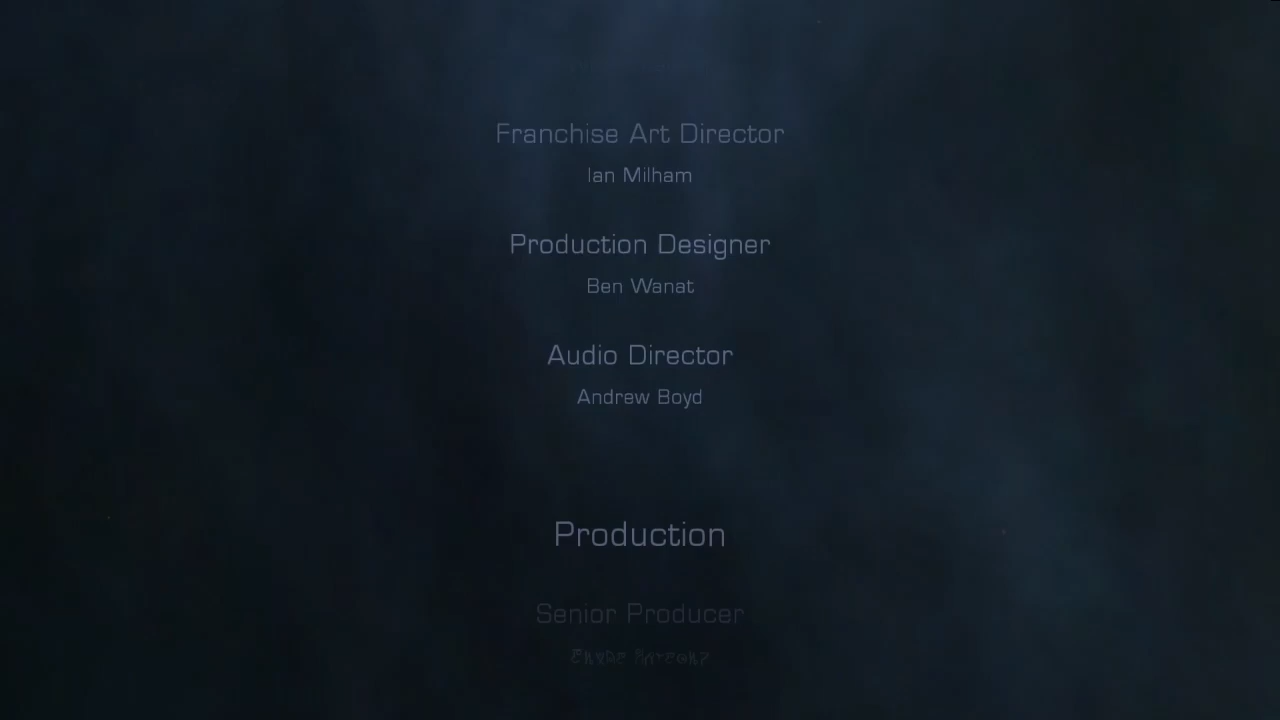 Franchise Art Director
Ian Milham
Production Designer
Ben Wanat
Audio Director
Andrew Boyd
Production
Senior Producer